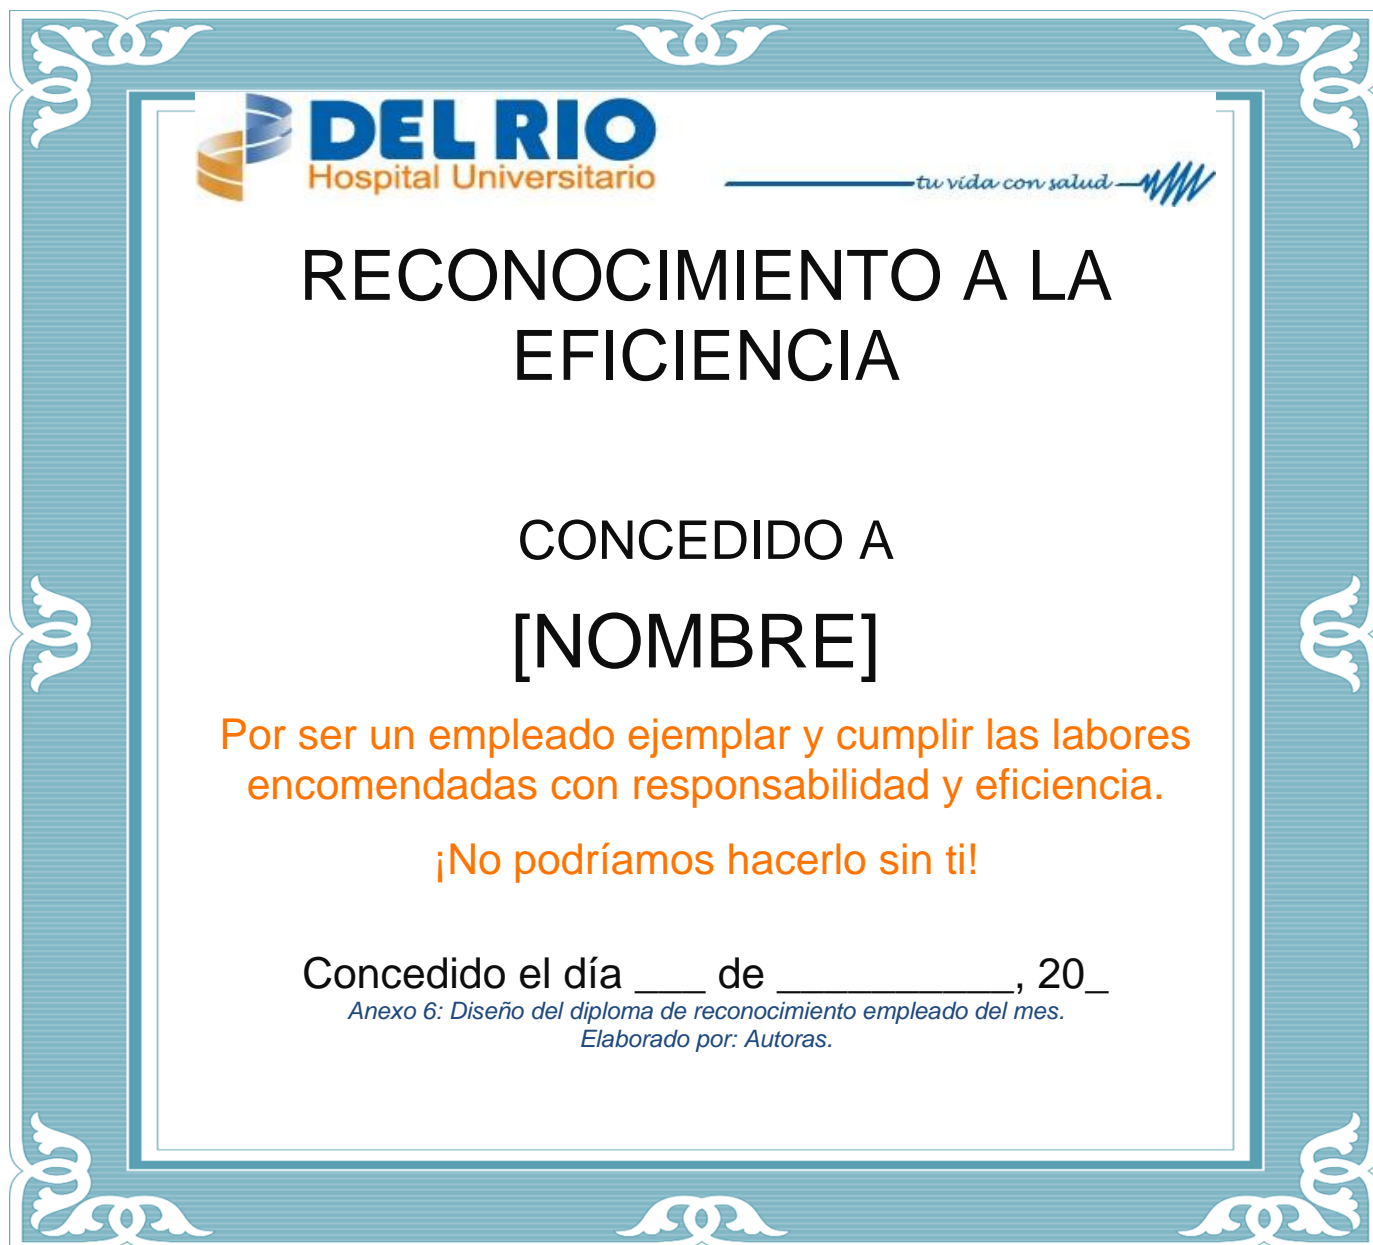 DEL RIO
Hospital Universitario
tu vida con salud
RECONOCIMIENTO A LA
EFICIENCIA
CONCEDIDO A
[NOMBRE]
Por ser un empleado ejemplar y cumplir las labores
encomendadas con responsabilidad y eficiencia.
¡No podríamos hacerlo sin ti!
Concedido el día ___ de __________, 20_
Anexo 6: Diseño del diploma de reconocimiento empleado del mes.
Elaborado por: Autoras.